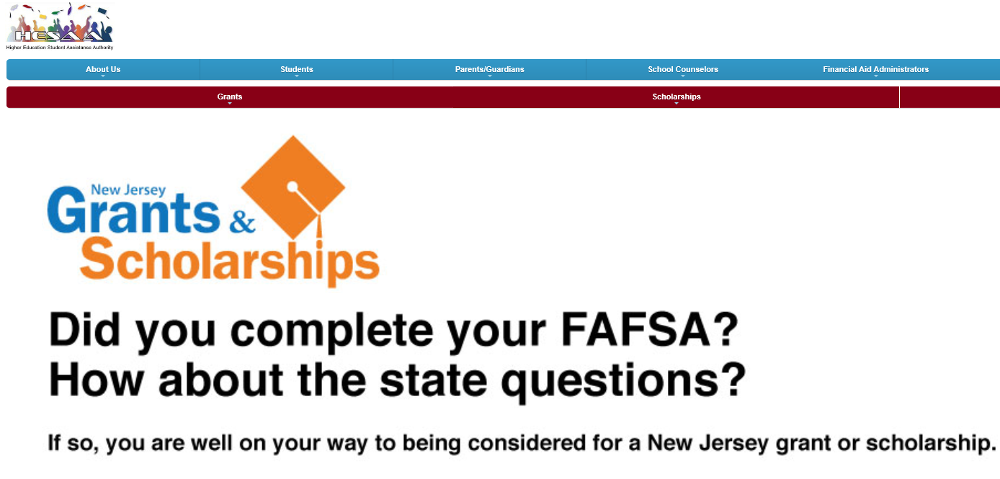 HESAA
Higher Education Student Assistance Authority
About Us Students Parents/Guardians School Counselors Financial Aid Administrators
Grants Scholarships
New Jersey
Grants &
Scholarships
Did you complete your FAFSA?
How about the state questions?
If so, you are well on your way to being considered for a New Jersey grant or scholarship.